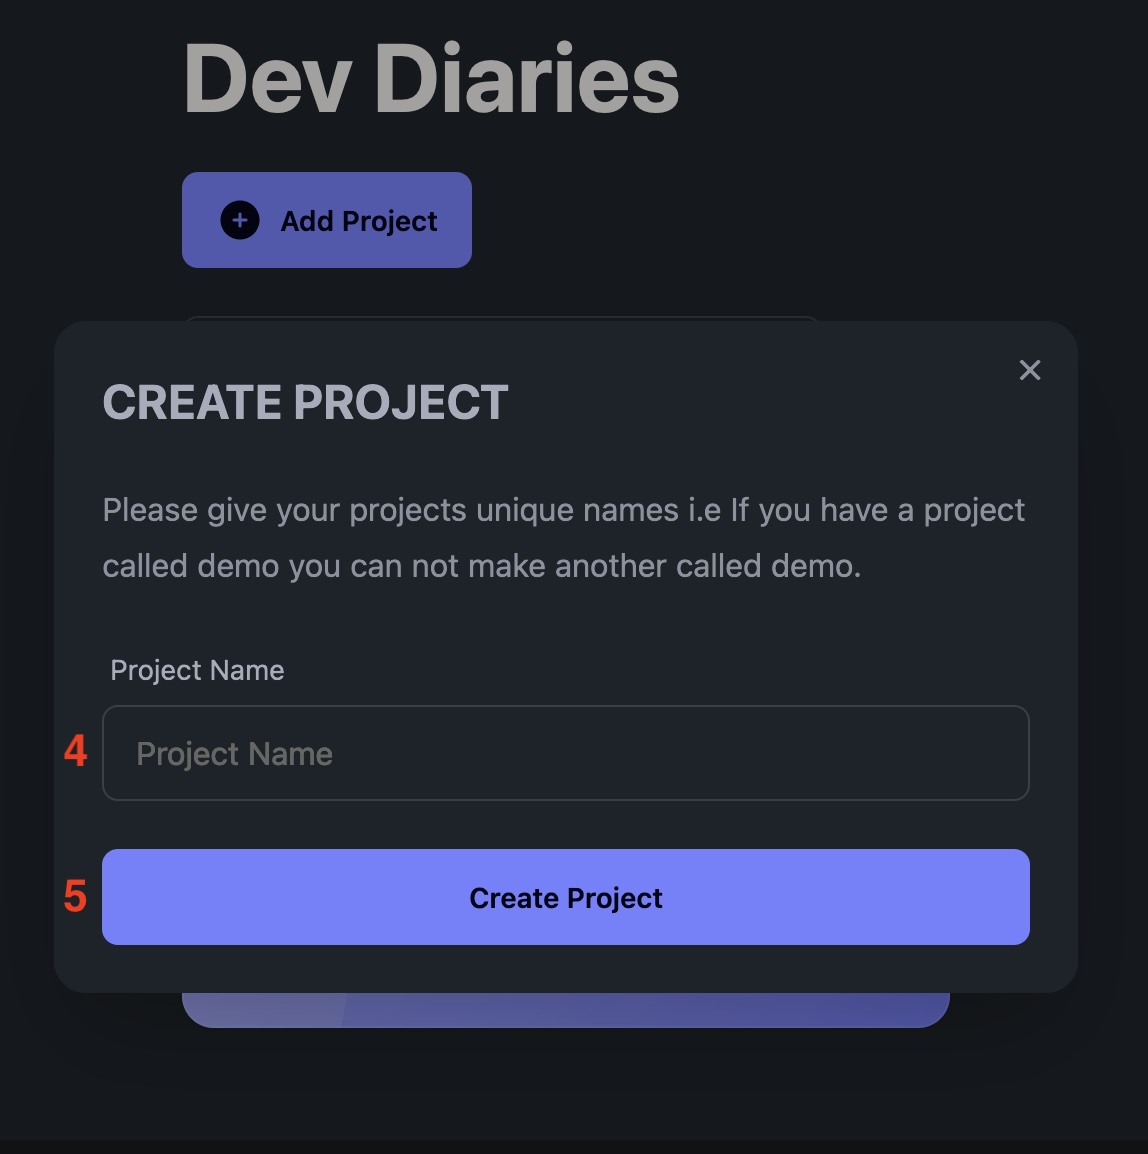 Dev Diaries
+ Add Project
×
CREATE PROJECT
Please give your projects unique names i.e If you have a project
called demo you can not make another called demo.
Project Name
4 Project Name
5 Create Project